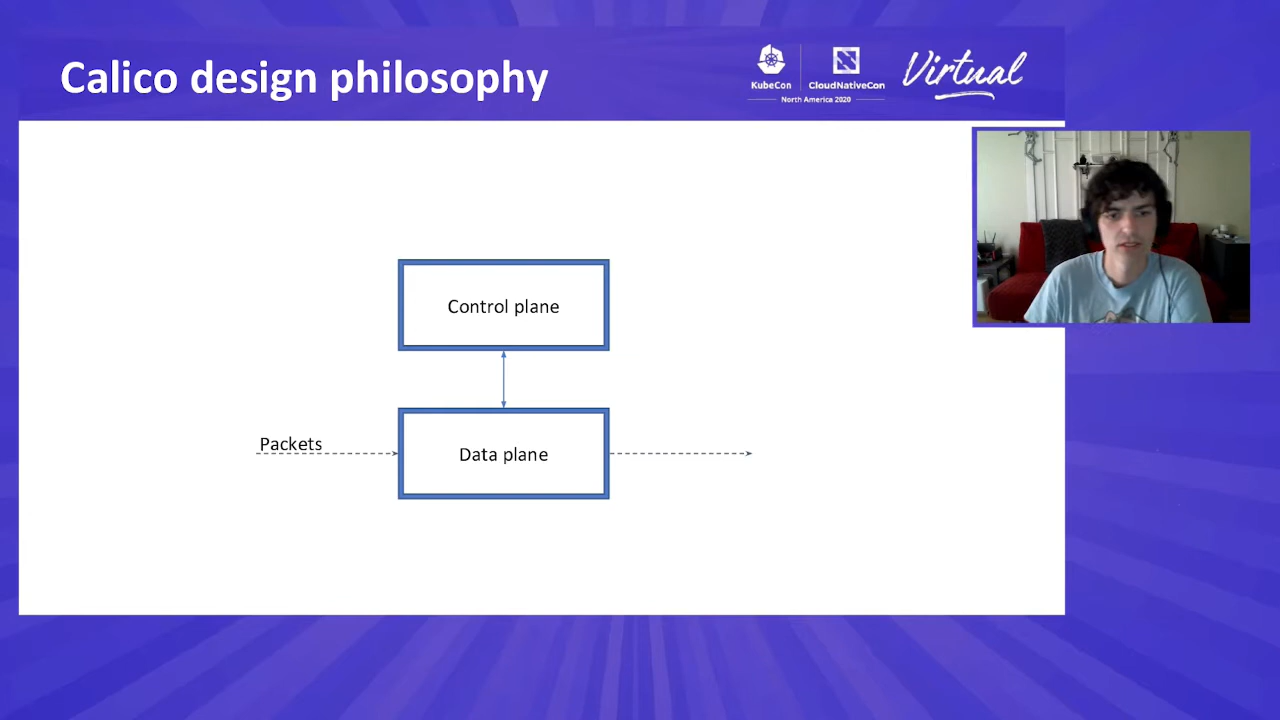 Calico design philosophy
KubeCon
CloudNativeCon
North America 2020
Virtual
Control plane
Packets
Data plane